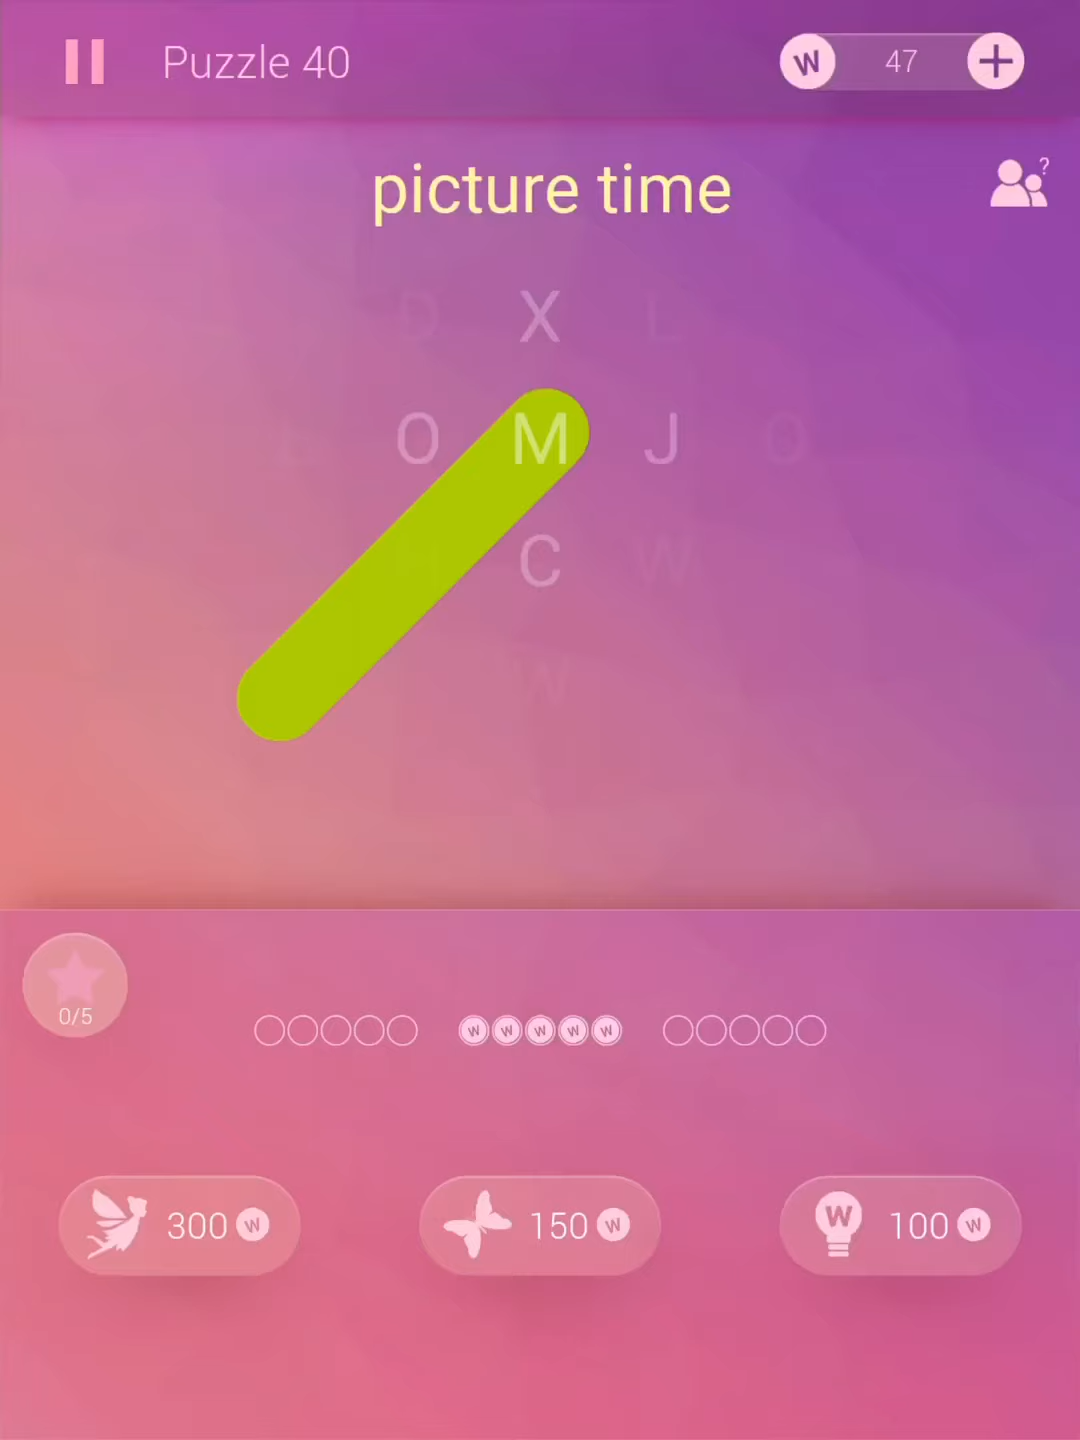 Puzzle 40
W 47 +
?
picture time
D X L
O M J O
C W
W
0/5
W W W W W
300 W 150 W W 100 W